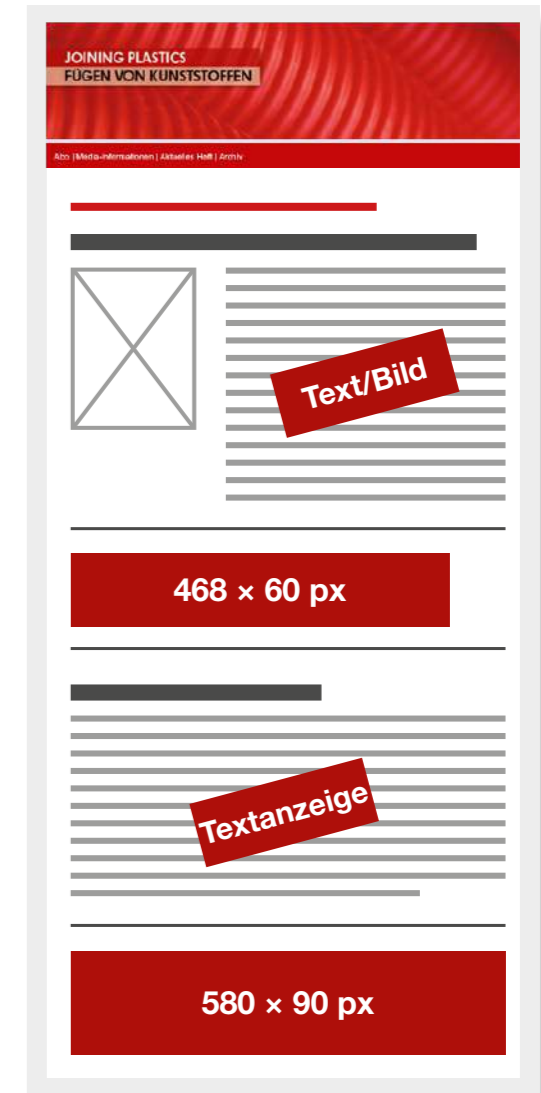 JOINING PLASTICS
FÜGEN VON KUNSTSTOFFEN
Abo | Media-Informationen | Aktuelles Heft | Archiv
Text/Bild
468 × 60 px
Textanzeige
580 × 90 px